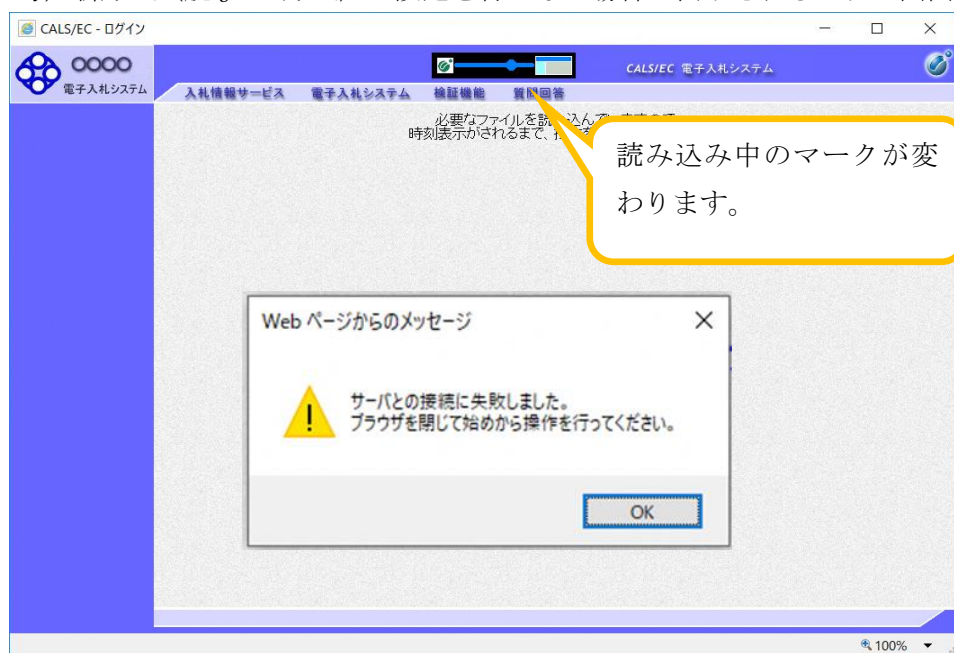 CALS/EC - ログイン
〇〇〇〇
電子入札システム
CALS/EC 電子入札システム
入札情報サービス 電子入札システム 検証機能 質問回答
必要なファイルを読み込んで
時刻表示がされるまで、
読み込み中のマークが変
わります。
Web ページからのメッセージ
サーバとの接続に失敗しました。
ブラウザを閉じて始めから操作を行ってください。
OK
100%